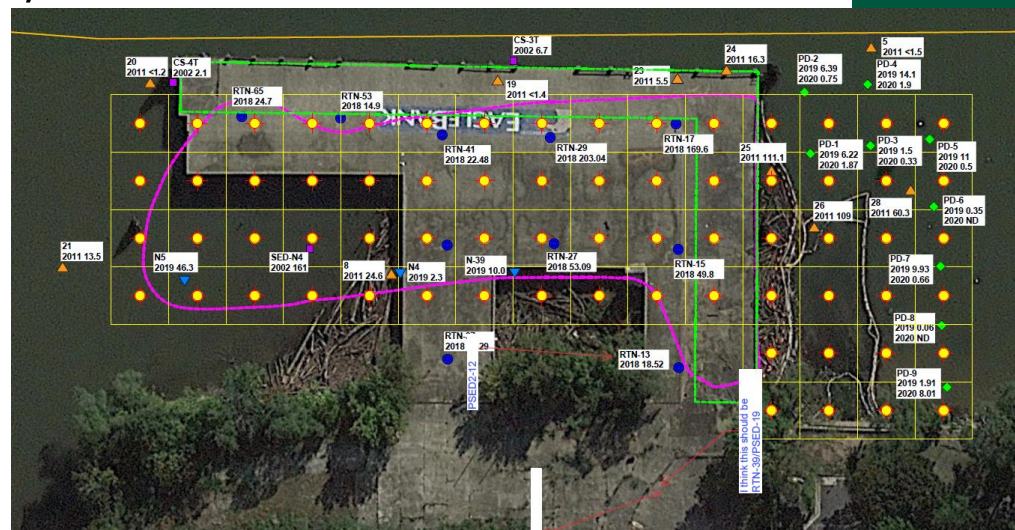 20
2011 <1.2
CS-4T
2002 2.1
CS-3T
2002 6.7
24
2011 16.3
23
2011 5.5
5
2011 <1.5
PD-2
2019 6.39
2020 0.75
PD-4
2019 14.1
2020 1.9
19
2011 <1.4
RTN-65
2018 24.7
RTN-53
2018 14.9
EAGLEBANK
RTN-41
2018 22.48
RTN-29
2018 203.04
RTN-17
2018 169.6
25
2011 111.1
PD-1
2019 6.22
2020 1.87
PD-3
2019 1.5
2020 0.33
PD-5
2019 11
2020 0.5
26
2011 109
28
2011 60.3
PD-6
2019 0.35
2020 ND
21
2011 13.5
N5
2019 46.3
SED-N4
2002 161
8
2011 24.6
N4
2019 2.3
N-39
2019 10.0
RTN-27
2018 53.09
RTN-15
2018 49.8
PD-7
2019 9.93
2020 0.66
PD-8
2019 0.06
2020 ND
2018 29
PSED2-12
RTN-13
2018 18.52
PD-9
2019 1.91
2020 8.01
I think this should be
RTN-39/PSED-19